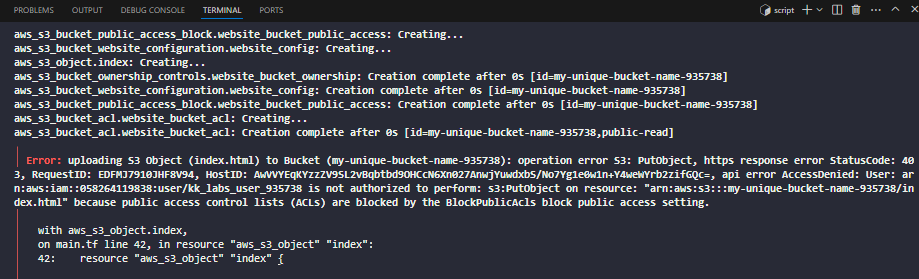 PROBLEMS OUTPUT DEBUG CONSOLE TERMINAL PORTS script
aws_s3_bucket_public_access_block.website_bucket_public_access: Creating...
aws_s3_bucket_website_configuration.website_config: Creating...
aws_s3_object.index: Creating...
aws_s3_bucket_ownership_controls.website_bucket_ownership: Creation complete after 0s [id=my-unique-bucket-name-935738]
aws_s3_bucket_website_configuration.website_config: Creation complete after 0s [id=my-unique-bucket-name-935738]
aws_s3_bucket_public_access_block.website_bucket_public_access: Creation complete after 0s [id=my-unique-bucket-name-935738]
aws_s3_bucket_acl.website_bucket_acl: Creating...
aws_s3_bucket_acl.website_bucket_acl: Creation complete after 0s [id=my-unique-bucket-name-935738,public-read]
Error: uploading S3 Object (index.html) to Bucket (my-unique-bucket-name-935738): operation error S3: PutObject, https response error StatusCode: 40
3, RequestID: EDFMJ7910JHF8V94, HostID: AwVVYEqKYzzZV9SL2vBqbtbd9OHCcN6Xn027AnwjYuwdxbS/No7Yg1e0w1n+Y4weWYrb2zifGQc=, api error AccessDenied: User: ar
n:aws:iam::058264119838:user/kk_labs_user_935738 is not authorized to perform: s3:PutObject on resource: "arn:aws:s3:::my-unique-bucket-name-935738/in
dex.html" because public access control lists (ACLs) are blocked by the BlockPublicAcls block public access setting.
with aws_s3_object.index,
on main.tf line 42, in resource "aws_s3_object" "index":
42: resource "aws_s3_object" "index" {